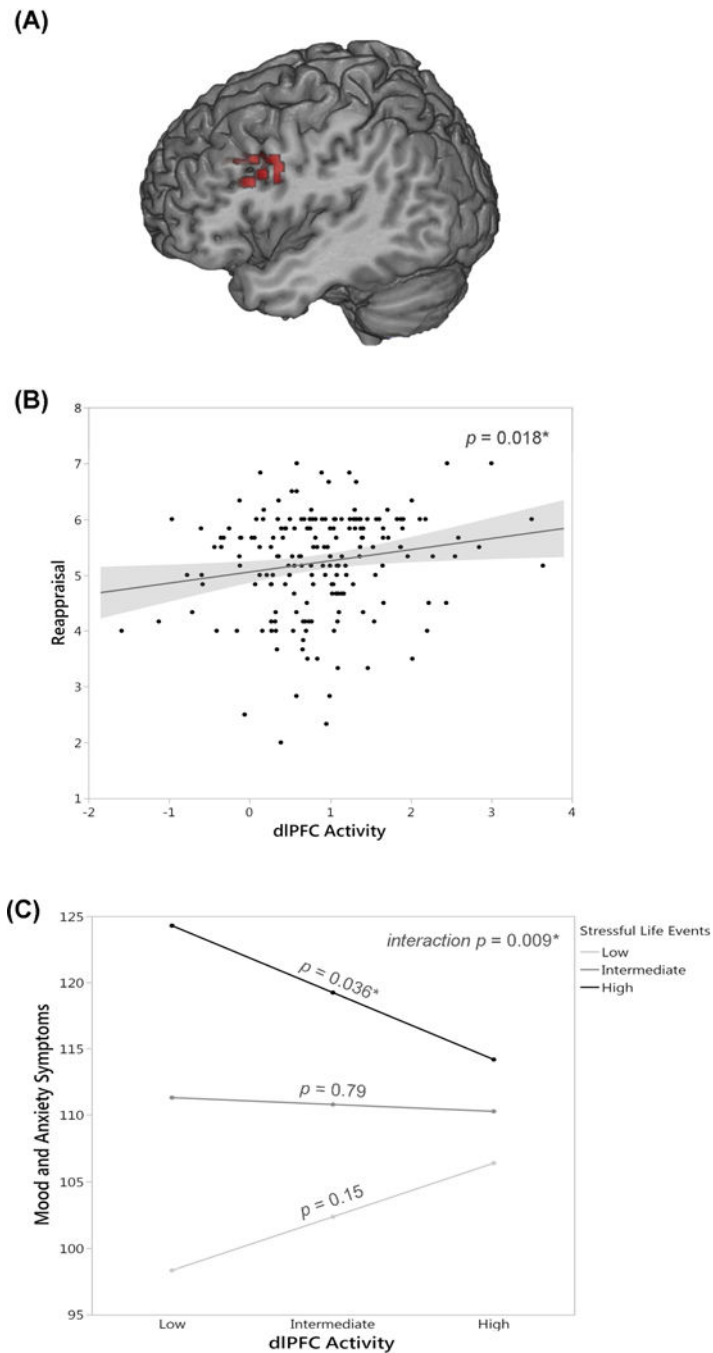 (A)
(B)
8
7
6
5
4
3
2
1
Reappraisal
p = 0.018*
-2 -1 0 1 2 3 4
dlPFC Activity
(C)
125
120
115
110
105
100
95
Mood and Anxiety Symptoms
interaction p = 0.009*
p = 0.036*
p = 0.79
p = 0.15
Stressful Life Events
Low
Intermediate
High
Low Intermediate High
dlPFC Activity